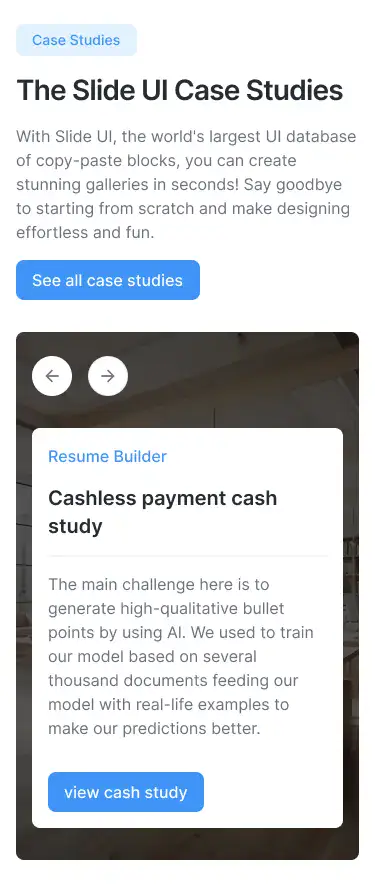 Case Studies
The Slide UI Case Studies
With Slide UI, the world's largest UI database
of copy-paste blocks, you can create
stunning galleries in seconds! Say goodbye
to starting from scratch and make designing
effortless and fun.
See all case studies
Resume Builder
Cashless payment cash
study
The main challenge here is to
generate high-qualitative bullet
points by using AI. We used to train
our model based on several
thousand documents feeding our
model with real-life examples to
make our predictions better.
view cash study